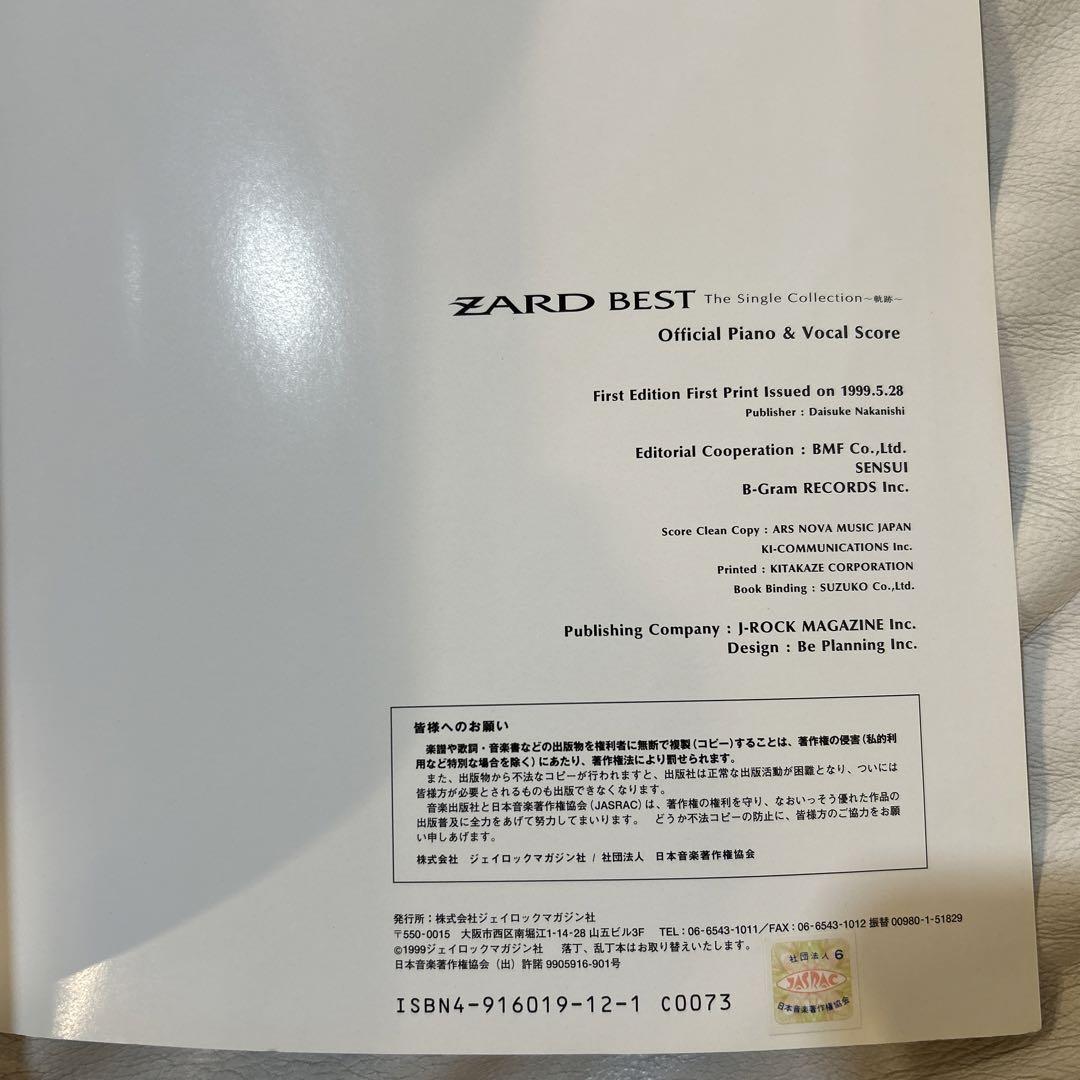 ZARD BEST The Single Collection~軌跡~
Official Piano & Vocal Score
First Edition First Print Issued on 1999.5.28
Publisher : Daisuke Nakanishi
Editorial Cooperation : BMF Co.,Ltd.
SENSUI
B-Gram RECORDS Inc.
Score Clean Copy : ARS NOVA MUSIC JAPAN
KI-COMMUNICATIONS Inc.
Printed : KITAKAZE CORPORATION
Book Binding : SUZUKO Co.,Ltd.
Publishing Company : J-ROCK MAGAZINE Inc.
Design : Be Planning Inc.
皆様へのお願い
楽譜や歌詞・音楽書などの出版物を権利者に無断で複製(コピー)することは、著作権の侵害(私的利
用など特別な場合を除く)にあたり、著作権法により罰せられます。
また、出版物から不法なコピーが行われますと、出版社は正常な出版活動が困難となり、ついには
皆様方が必要とされるものも出版できなくなります。
音楽出版社と日本音楽著作権協会(JASRAC)は、著作権の権利を守り、なおいっそう優れた作品の
出版普及に全力をあげて努力してまいります。 どうか不法コピーの防止に、皆様方のご協力をお願
い申しあげます。
株式会社 ジェイロックマガジン社 / 社団法人 日本音楽著作権協会
発行所：株式会社ジェイロックマガジン社
〒550-0015 大阪市西区南堀江1-14-28 山五ビル3F TEL : 06-6543-1011／FAX : 06-6543-1012 振替 00980-1-51829
©1999ジェイロックマガジン社 落丁、乱丁本はお取り替えいたします。
日本音楽著作権協会（出）許諾 9905916-901号
ISBN4-916019-12-1 C0073
社団法人 6
JASRAC
日本音楽著作権協会